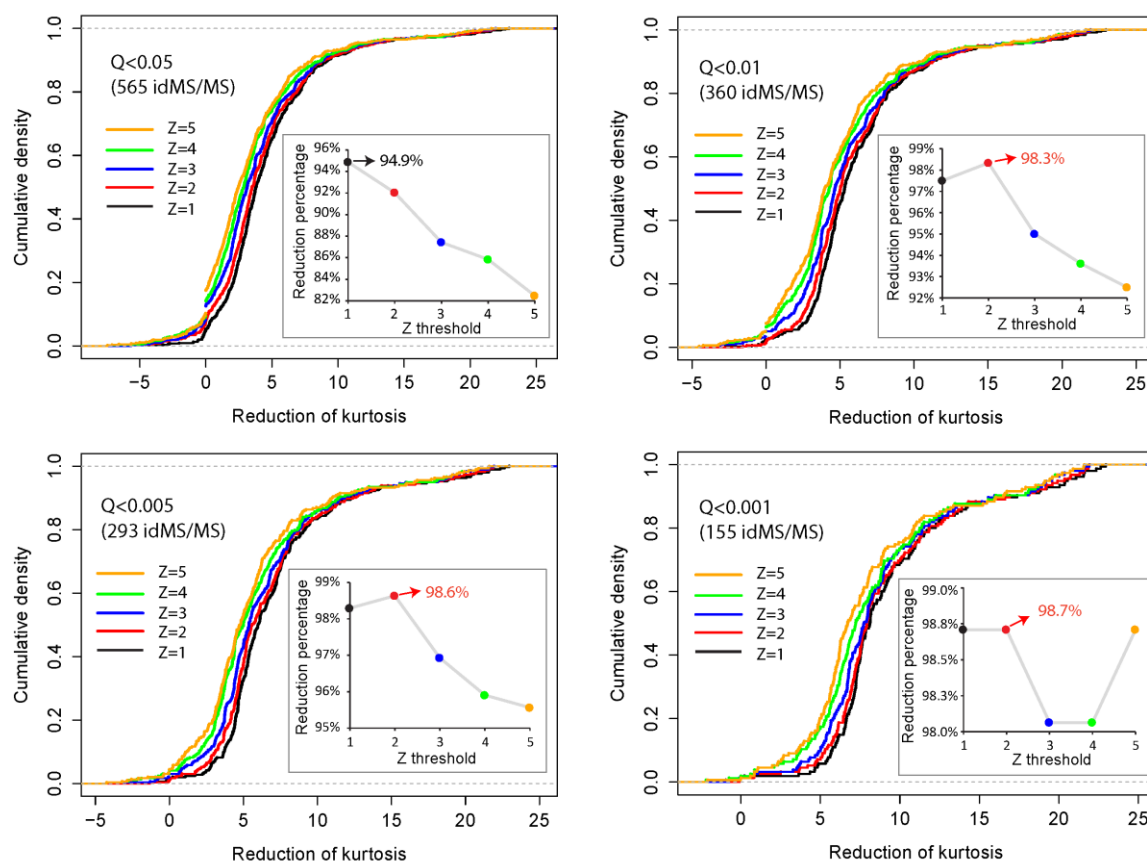 Q<0.05
(565 idMS/MS)
Z=5
Z=4
Z=3
Z=2
Z=1
Cumulative density
1.0
0.8
0.6
0.4
0.2
0.0
−5 0 5 10 15 20 25
Reduction of kurtosis
Reduction percentage
96%
94%
92%
90%
88%
86%
84%
82%
94.9%
1 2 3 4 5
Z threshold
Q<0.01
(360 idMS/MS)
Z=5
Z=4
Z=3
Z=2
Z=1
Cumulative density
1.0
0.8
0.6
0.4
0.2
0.0
−5 0 5 10 15 20 25
Reduction of kurtosis
Reduction percentage
99%
98%
97%
96%
95%
94%
93%
92%
98.3%
1 2 3 4 5
Z threshold
Q<0.005
(293 idMS/MS)
Z=5
Z=4
Z=3
Z=2
Z=1
Cumulative density
1.0
0.8
0.6
0.4
0.2
0.0
−5 0 5 10 15 20 25
Reduction of kurtosis
Reduction percentage
99%
98%
97%
96%
95%
98.6%
1 2 3 4 5
Z threshold
Q<0.001
(155 idMS/MS)
Z=5
Z=4
Z=3
Z=2
Z=1
Cumulative density
1.0
0.8
0.6
0.4
0.2
0.0
0 5 10 15 20 25
Reduction of kurtosis
Reduction percentage
99.0%
98.8%
98.5%
98.3%
98.0%
98.7%
1 2 3 4 5
Z threshold